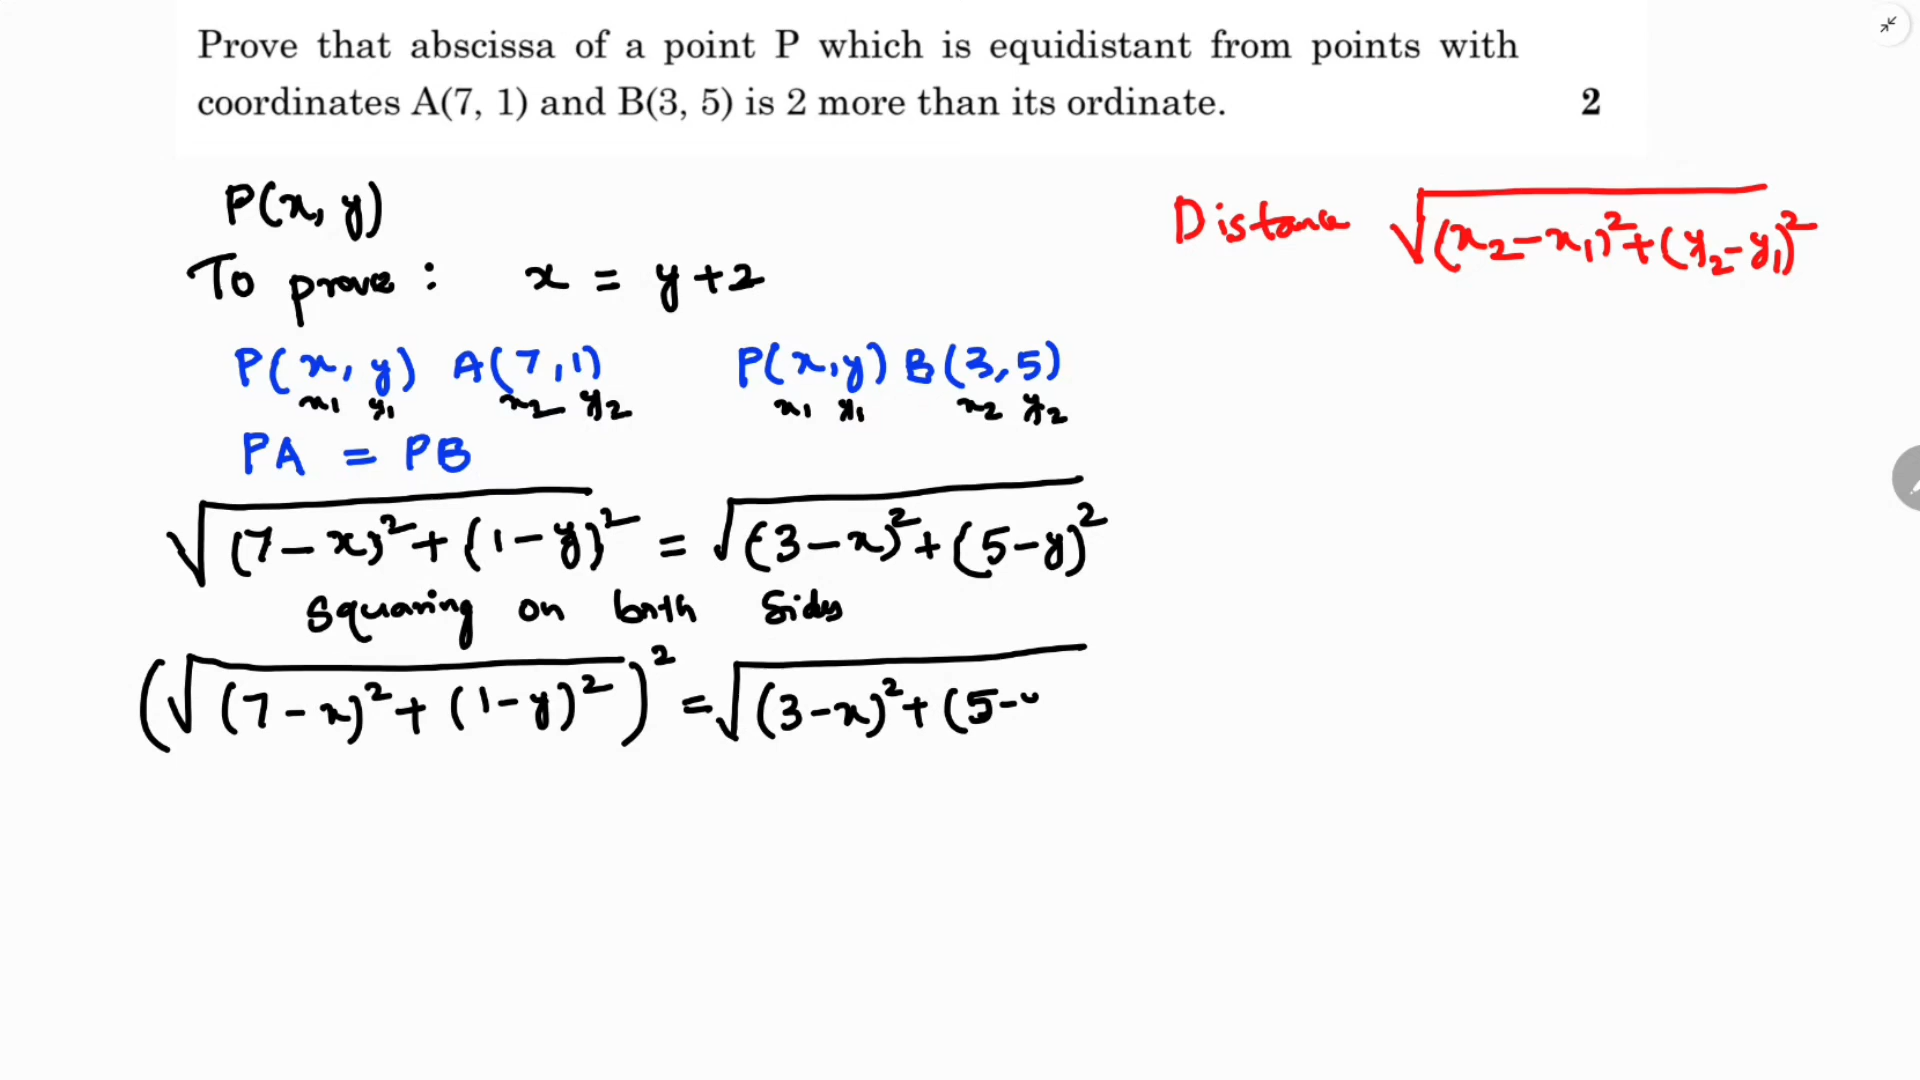 Prove that abscissa of a point P which is equidistant from points with
coordinates A(7, 1) and B(3, 5) is 2 more than its ordinate. 2
P(x, y)
Distance √(x₂-x₁)²+(y₂-y₁)²
To prove : x = y+2
P(x, y) A(7,1) P(x,y) B(3,5)
x₁ y₁ x₂ y₂ x₁ y₁ x₂ y₂
PA = PB
√(7-x)²+(1-y)² = √(3-x)²+(5-y)²
Squaring on both Sides
(√(7-x)²+(1-y)²)² = √(3-x)²+(5-